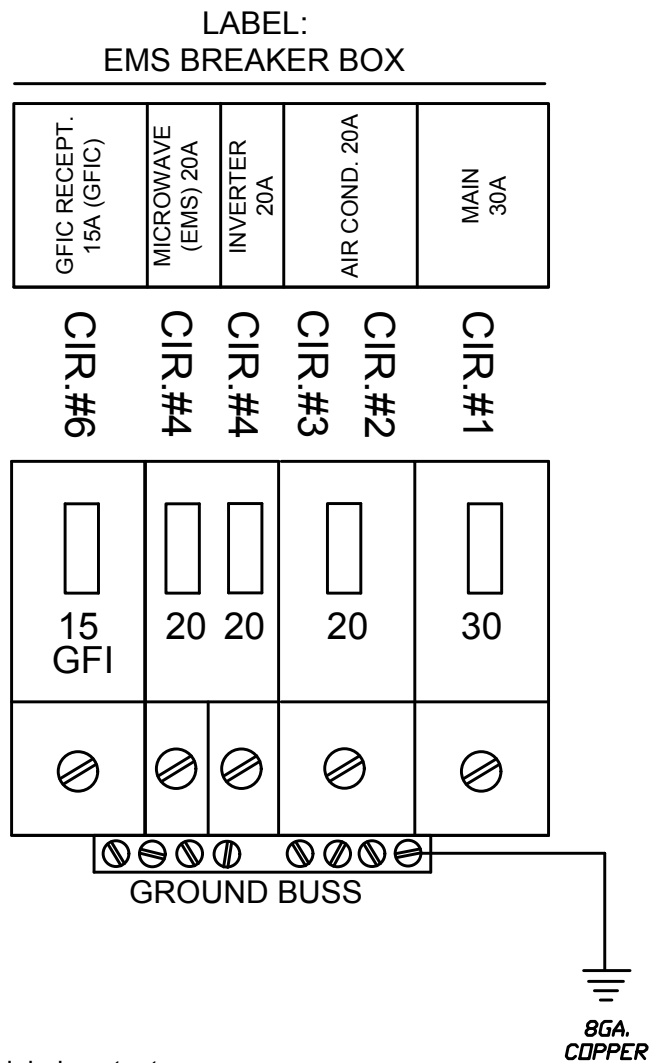 LABEL:
EMS BREAKER BOX
GFIC RECEPT.
15A (GFIC)
MICROWAVE
(EMS) 20A
INVERTER
20A
AIR COND. 20A
MAIN
30A
CIR.#6
CIR.#4
CIR.#4
CIR.#3
CIR.#2
CIR.#1
15
GFI
20
20
20
30
GROUND BUSS
8GA.
COPPER